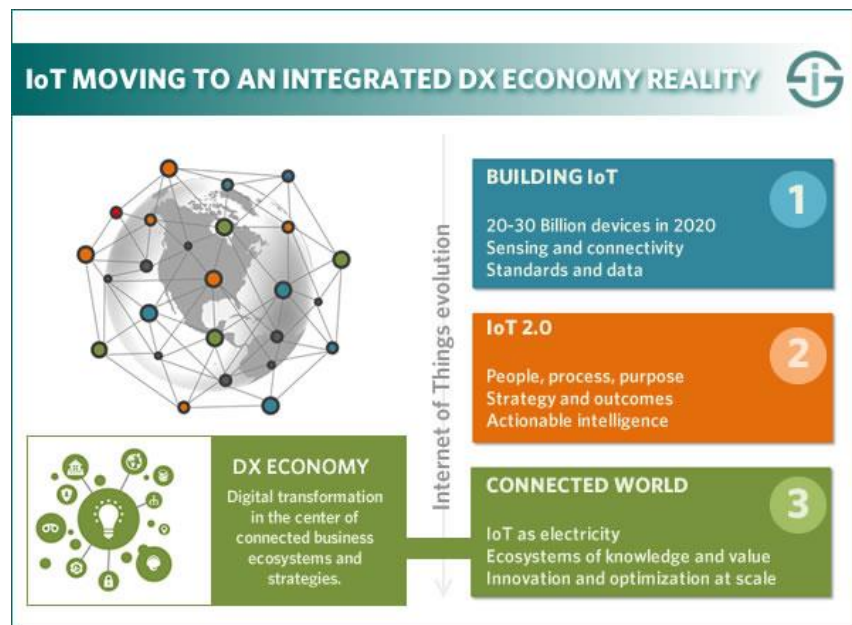 IoT MOVING TO AN INTEGRATED DX ECONOMY REALITY
SiG
Internet of Things evolution
BUILDING IoT
1
20-30 Billion devices in 2020
Sensing and connectivity
Standards and data
IoT 2.0
2
People, process, purpose
Strategy and outcomes
Actionable intelligence
DX ECONOMY
Digital transformation
in the center of
connected business
ecosystems and
strategies.
CONNECTED WORLD
3
IoT as electricity
Ecosystems of knowledge and value
Innovation and optimization at scale